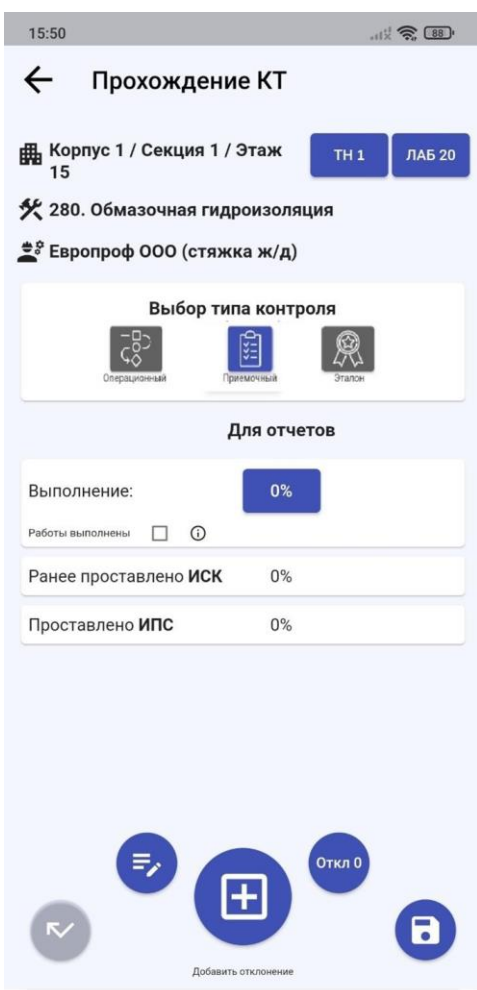 15:50
88
Прохождение КТ
Корпус 1 / Секция 1 / Этаж
15
ТН 1
ЛАБ 20
280. Обмазочная гидроизоляция
Европроф ООО (стяжка ж/д)
Выбор типа контроля
Операционный
Приемочный
Эталон
Для отчетов
Выполнение:
0%
Работы выполнены
Ранее проставлено ИСК 0%
Проставлено ИПС 0%
Откл 0
Добавить отклонение